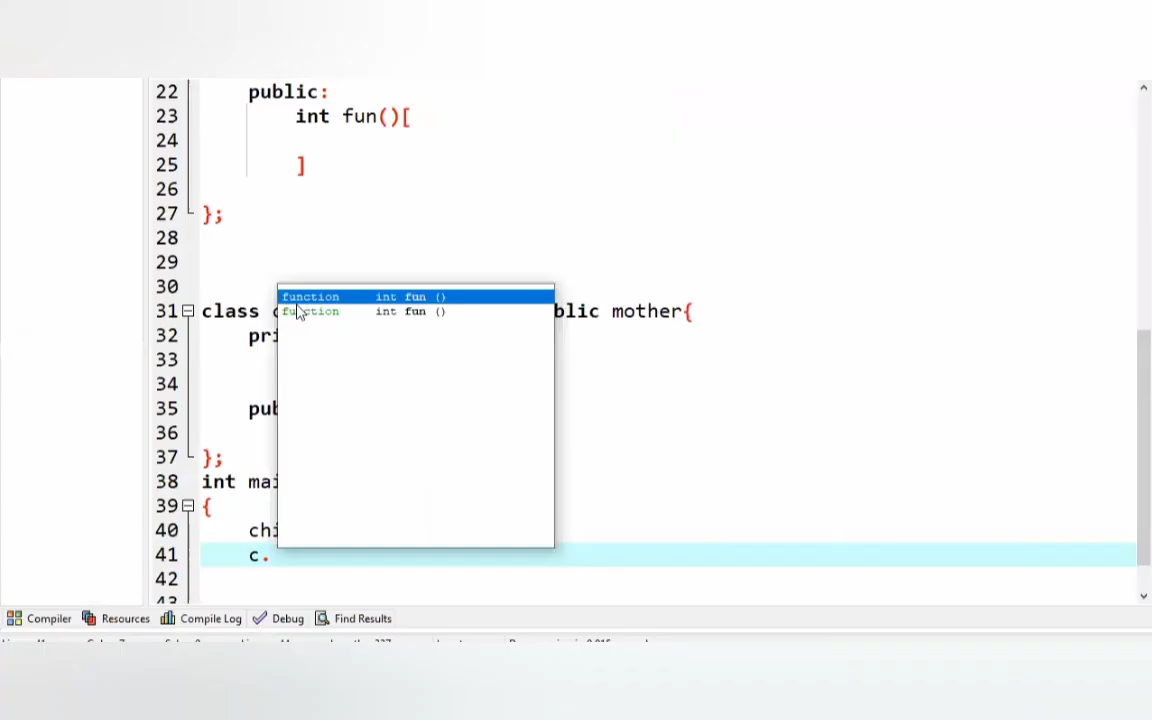 22 public:
23 int fun()[
24
25 ]
26
27 };
28
29
30
function int fun ()
31 class c blic mother{
function int fun ()
32 pri
33
34
35 pub
36
37 };
38 int mai
39 {
40 chi
41 c.
42
43
Compiler Resources Compile Log Debug Find Results